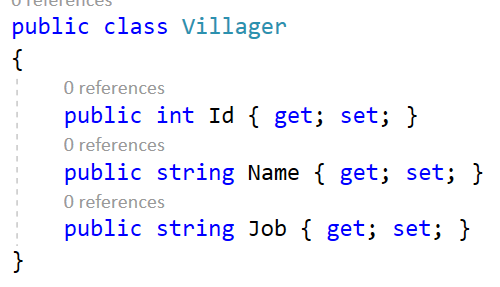 0 references
public class Villager
{
0 references
public int Id { get; set; }
0 references
public string Name { get; set; }
0 references
public string Job { get; set; }
}